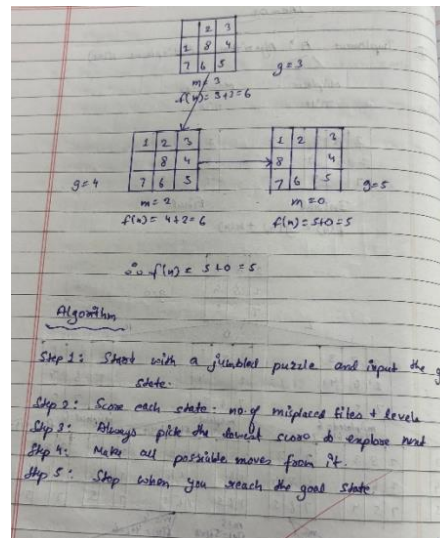 2 3
1 8 4
7 6 5
g=3
m=3
f(n)=3+3=6
1 2 3
8 4
7 6 5
g=4
m=2
f(n)= 4+2=6
1 2 3
8 4
7 6 5
g=5
m=0
f(n)=5+0=5
∴ f(n) = 5+0=5
Algorithm
Step 1: Start with a jumbled puzzle and input the g
state.
Step 2: Score each state: no. of misplaced tiles + levels
Step 3: Always pick the lowest score to explore next
Step 4: Make all possible moves from it.
Step 5: Stop when you reach the goal state.